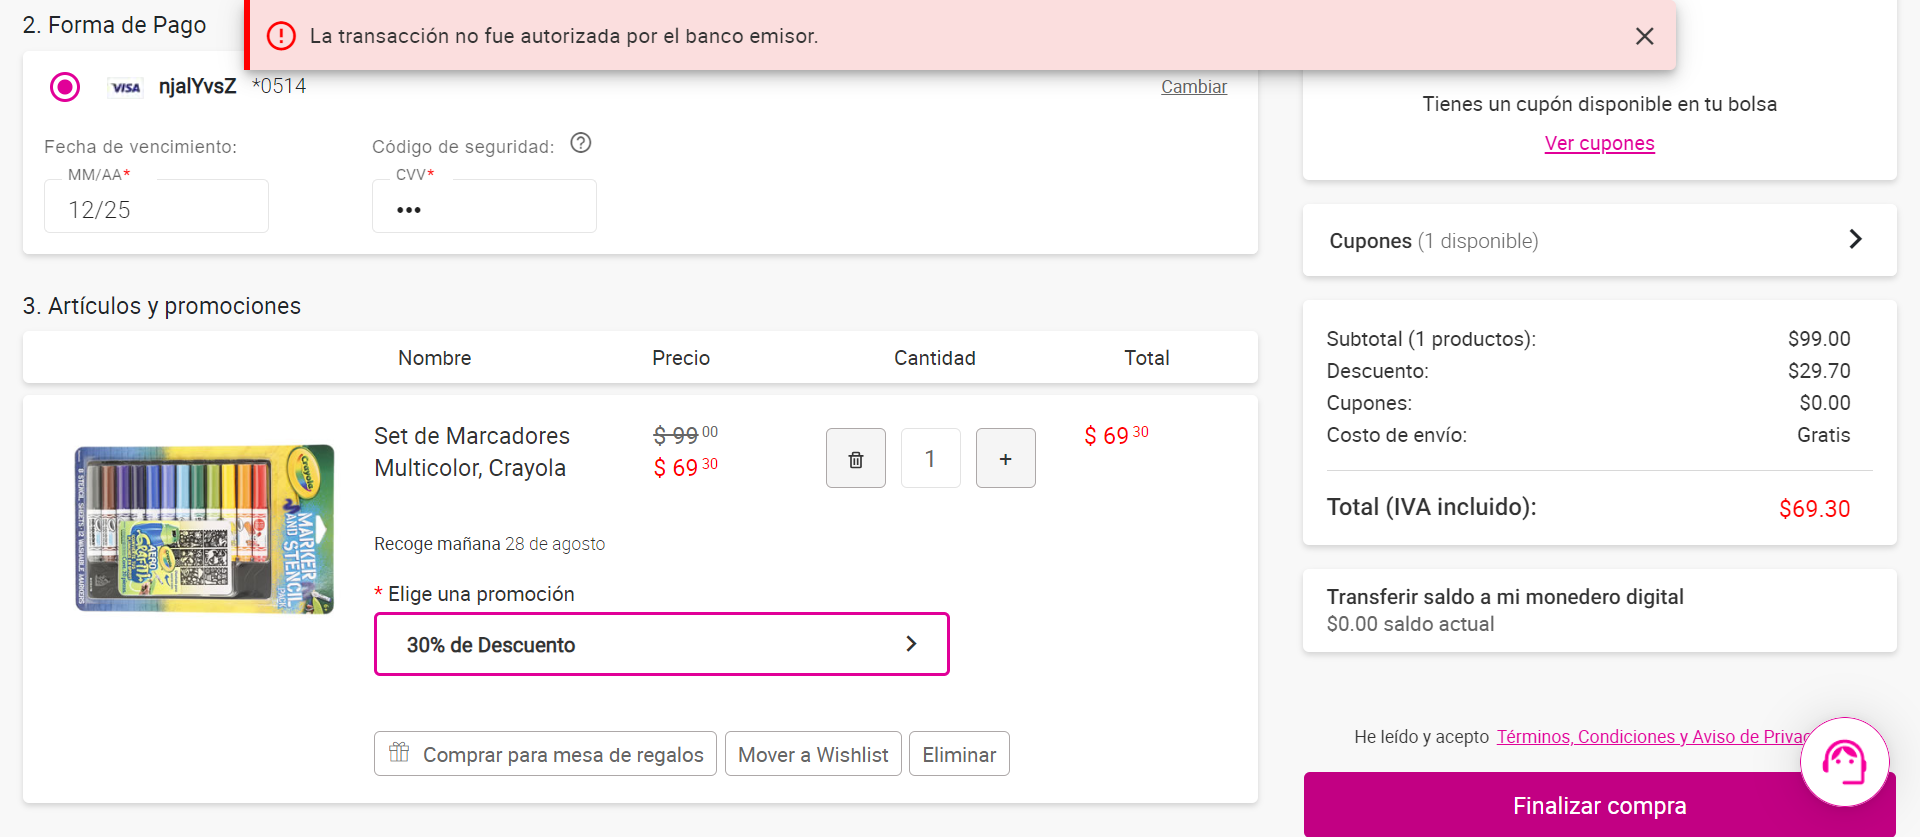 La transacción no fue autorizada por el banco emisor.
2. Forma de Pago
VISA njalYvsZ *0514
Cambiar
Fecha de vencimiento:
MM/AA*
12/25
Código de seguridad:
CVV*
•••
3. Artículos y promociones
Nombre Precio Cantidad Total
Crayola
MARKER
AND STENCIL
PACK
Set de Marcadores
Multicolor, Crayola
$ 99 00
$ 69 30
1
+
$ 69 30
Recoge mañana 28 de agosto
* Elige una promoción
30% de Descuento
Comprar para mesa de regalos
Mover a Wishlist
Eliminar
Tienes un cupón disponible en tu bolsa
Ver cupones
Cupones (1 disponible)
Subtotal (1 productos): $99.00
Descuento: $29.70
Cupones: $0.00
Costo de envío: Gratis
Total (IVA incluido): $69.30
Transferir saldo a mi monedero digital
$0.00 saldo actual
He leído y acepto Términos, Condiciones y Aviso de Privac
Finalizar compra